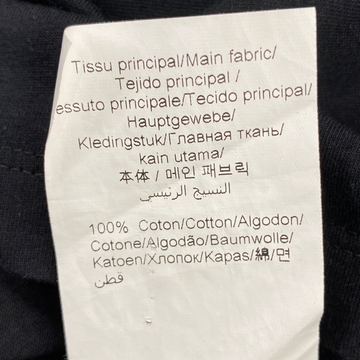 Tissu principal/Main fabric/
Tejido principal /
essuto principale/Tecido principal/
Hauptgewebe/
Kledingstuk/Главная ткань/
kain utama/
本体 / 메인 패브릭
النسيج الرئيسي
100% Coton/Cotton/Algodon/
Cotone/Algodão/Baumwolle/
Katoen/Хлопок/Kapas/綿/면
قطن